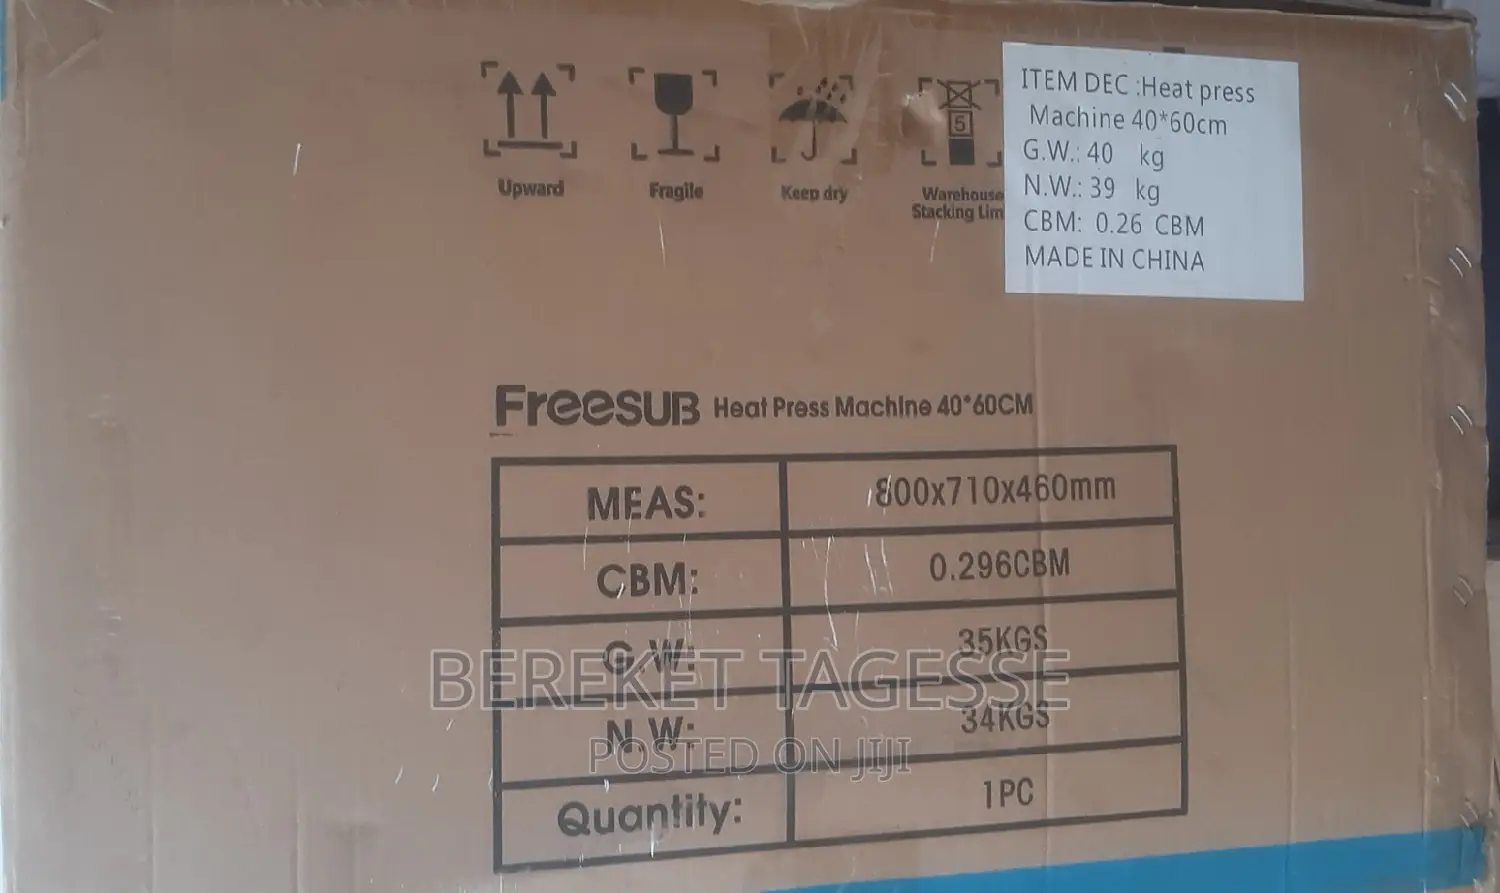 Upward
Fragile
Keep dry
5
Warehouse
Stacking Lim
ITEM DEC :Heat press
Machine 40*60cm
G.W.: 40 kg
N.W.: 39 kg
CBM: 0.26 CBM
MADE IN CHINA
FreeSUB Heat Press Machine 40*60CM
MEAS: 800x710x460mm
CBM: 0.296CBM
G.W: 35KGS
N.W: 34KGS
Quantity: 1PC
BEREKET TAGESSE
POSTED ON JIJI